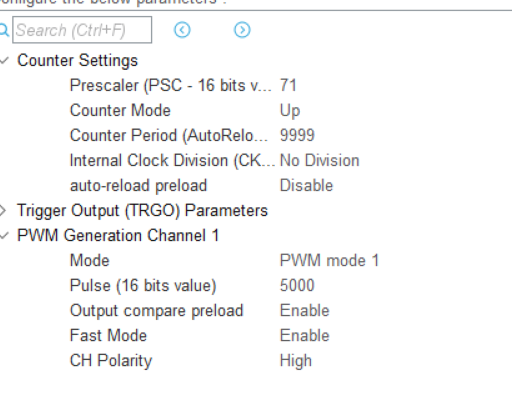 Configure the below parameters :
Search (Ctrl+F)
Counter Settings
Prescaler (PSC - 16 bits v... 71
Counter Mode Up
Counter Period (AutoRelo... 9999
Internal Clock Division (CK... No Division
auto-reload preload Disable
Trigger Output (TRGO) Parameters
PWM Generation Channel 1
Mode PWM mode 1
Pulse (16 bits value) 5000
Output compare preload Enable
Fast Mode Enable
CH Polarity High